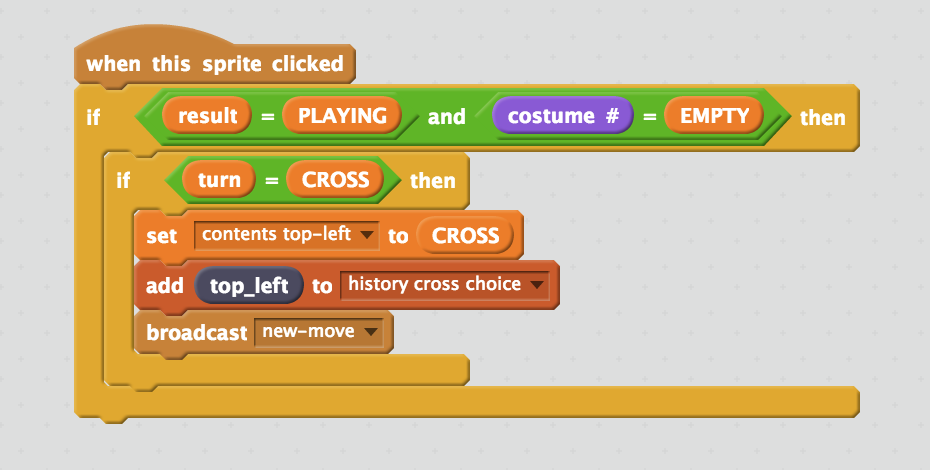 when this sprite clicked
if result = PLAYING and costume # = EMPTY then
if turn = CROSS then
set contents top-left to CROSS
add top_left to history cross choice
broadcast new-move